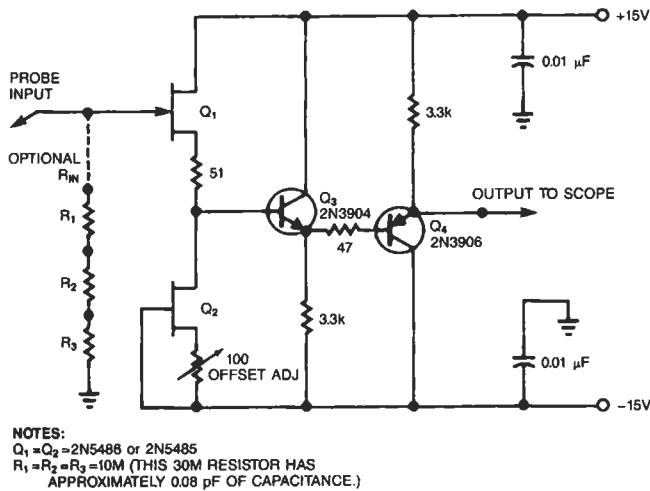 +15V
0.01 µF
PROBE
INPUT
Q1
3.3k
OPTIONAL
RIN
51
R1
Q3
2N3904
OUTPUT TO SCOPE
Q4
2N3906
47
R2
Q2
3.3k
R3
100
OFFSET ADJ
0.01 µF
−15V
NOTES:
Q1=Q2=2N5486 or 2N5485
R1=R2=R3=10M (THIS 30M RESISTOR HAS
APPROXIMATELY 0.08 pF OF CAPACITANCE.)